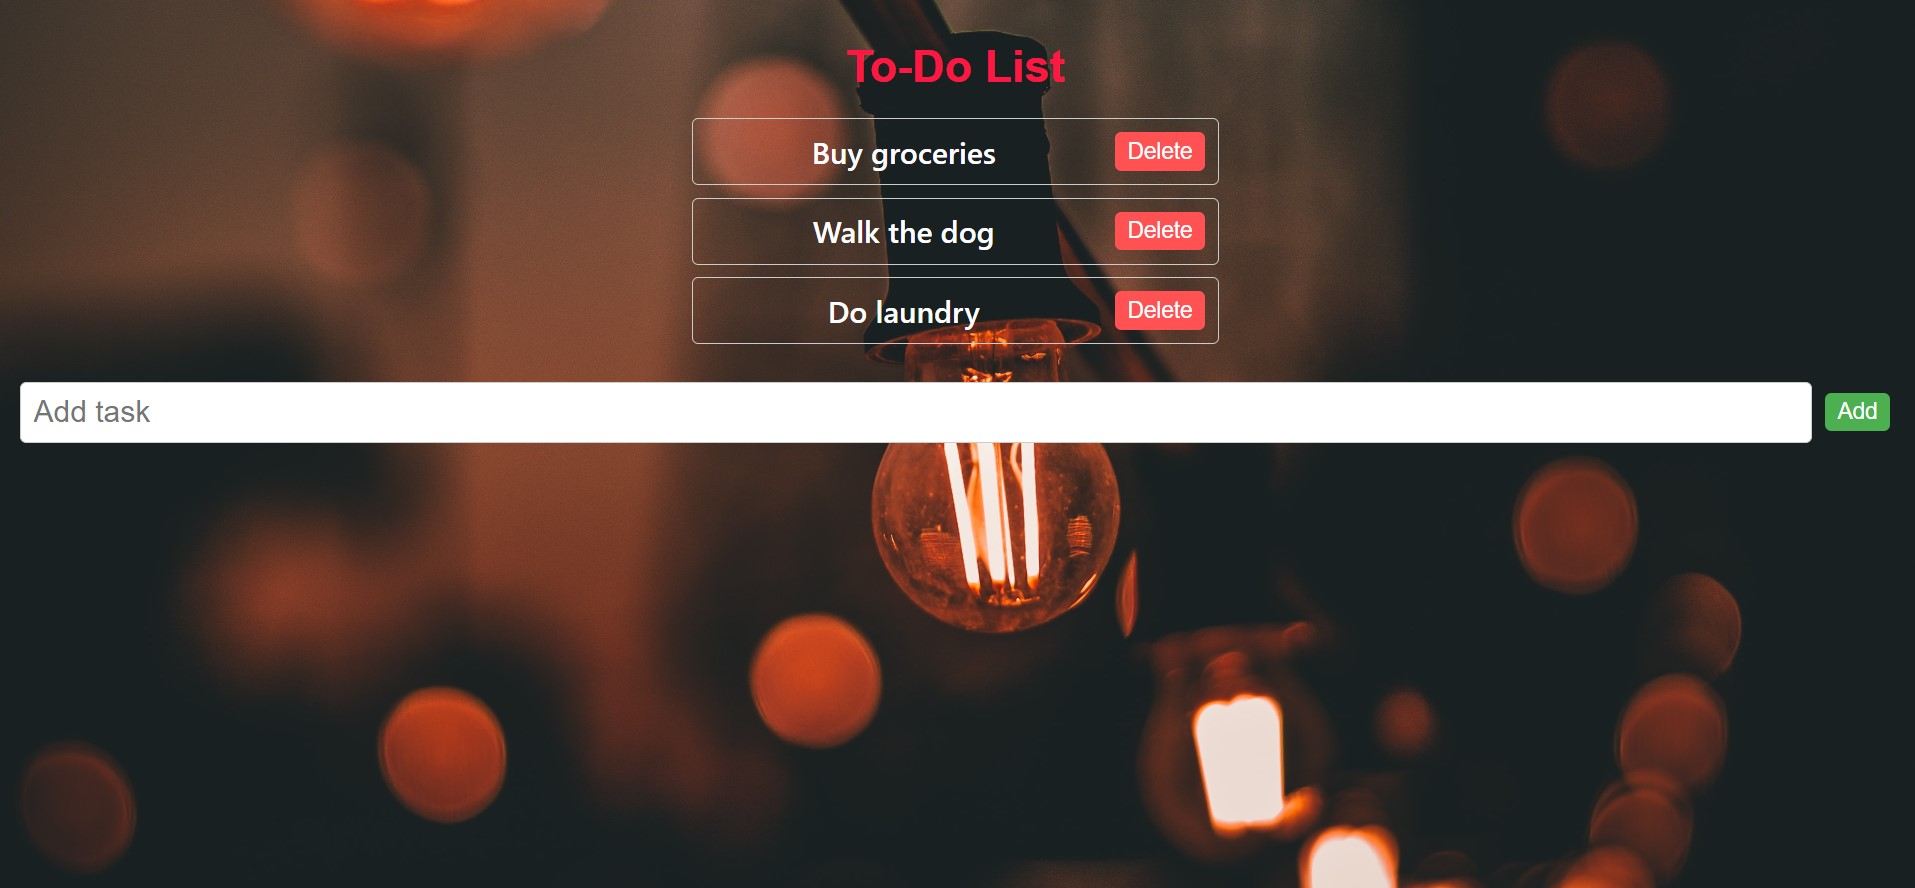 To-Do List
Buy groceries Delete
Walk the dog Delete
Do laundry Delete
Add task Add